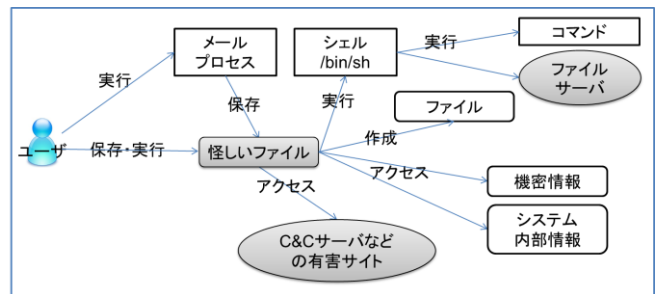 メール
プロセス
シェル
/bin/sh
実行
コマンド
ファイル
サーバ
実行
保存
実行
ファイル
作成
ユーザ
保存・実行
怪しいファイル
アクセス
アクセス
機密情報
システム
内部情報
C&Cサーバなど
の有害サイト